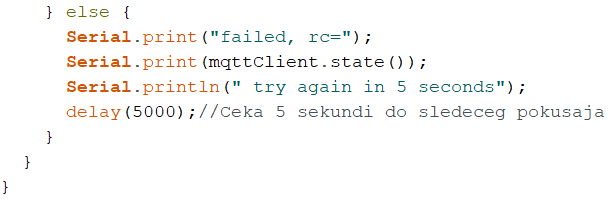 } else {
Serial.print("failed, rc=");
Serial.print(mqttClient.state());
Serial.println(" try again in 5 seconds");
delay(5000);//Ceka 5 sekundi do sledeceg pokusaja
}
}
}